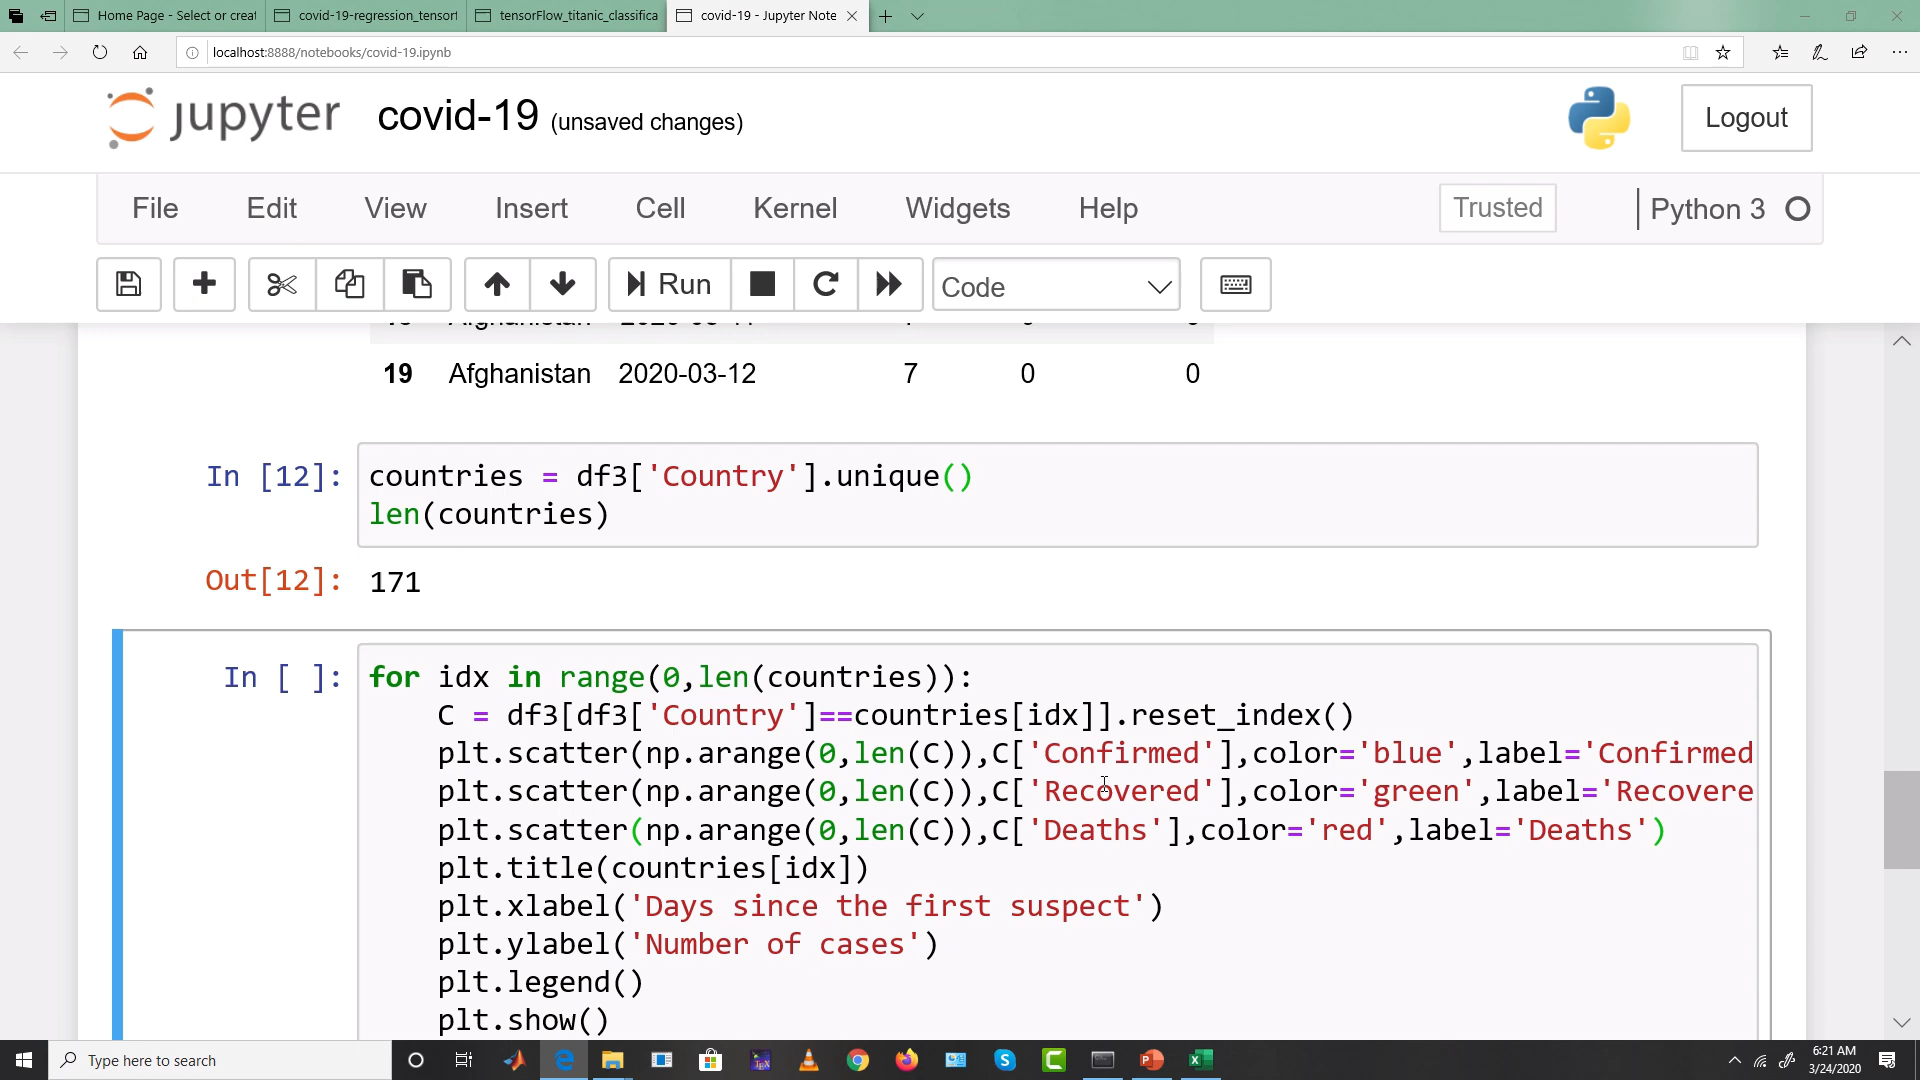 Home Page - Select or creat
covid-19-regression_tensorf
tensorFlow_titanic_classifica
covid-19 - Jupyter Note
localhost:8888/notebooks/covid-19.ipynb
jupyter covid-19 (unsaved changes)
Logout
File Edit View Insert Cell Kernel Widgets Help
Trusted
Python 3
Run
Code
19 Afghanistan 2020-03-12 7 0 0
In [12]: countries = df3['Country'].unique()
len(countries)
Out[12]: 171
In [ ]: for idx in range(0,len(countries)):
C = df3[df3['Country']==countries[idx]].reset_index()
plt.scatter(np.arange(0,len(C)),C['Confirmed'],color='blue',label='Confirmed
plt.scatter(np.arange(0,len(C)),C['Recovered'],color='green',label='Recovere
plt.scatter(np.arange(0,len(C)),C['Deaths'],color='red',label='Deaths')
plt.title(countries[idx])
plt.xlabel('Days since the first suspect')
plt.ylabel('Number of cases')
plt.legend()
plt.show()
Type here to search
6:21 AM
3/24/2020